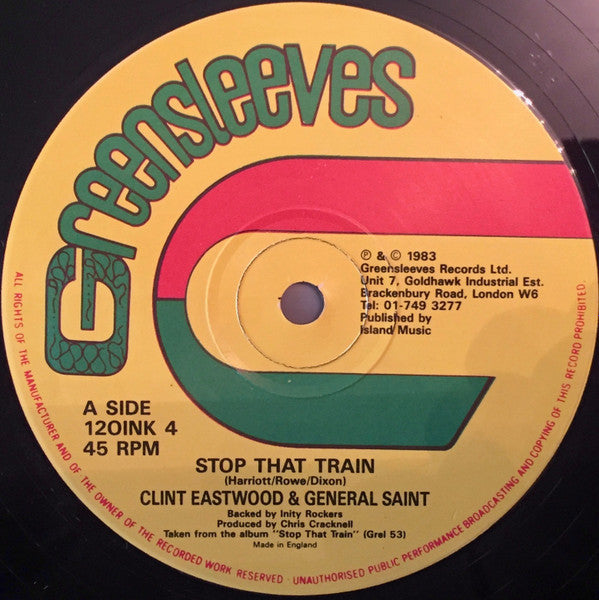 Greensleeves
℗ & © 1983
Greensleeves Records Ltd.
Unit 7, Goldhawk Industrial Est.
Brackenbury Road, London W6
Tel: 01-749 3277
Published by
Island Music
A SIDE
12OINK 4
45 RPM
STOP THAT TRAIN
(Harriott/Rowe/Dixon)
CLINT EASTWOOD & GENERAL SAINT
Backed by Inity Rockers
Produced by Chris Cracknell
Taken from the album "Stop That Train" (Grel 53)
Made in England
ALL RIGHTS OF THE MANUFACTURER AND OF THE OWNER OF THE RECORDED WORK RESERVED - UNAUTHORISED PUBLIC PERFORMANCE BROADCASTING AND COPYING OF THIS RECORD PROHIBITED.